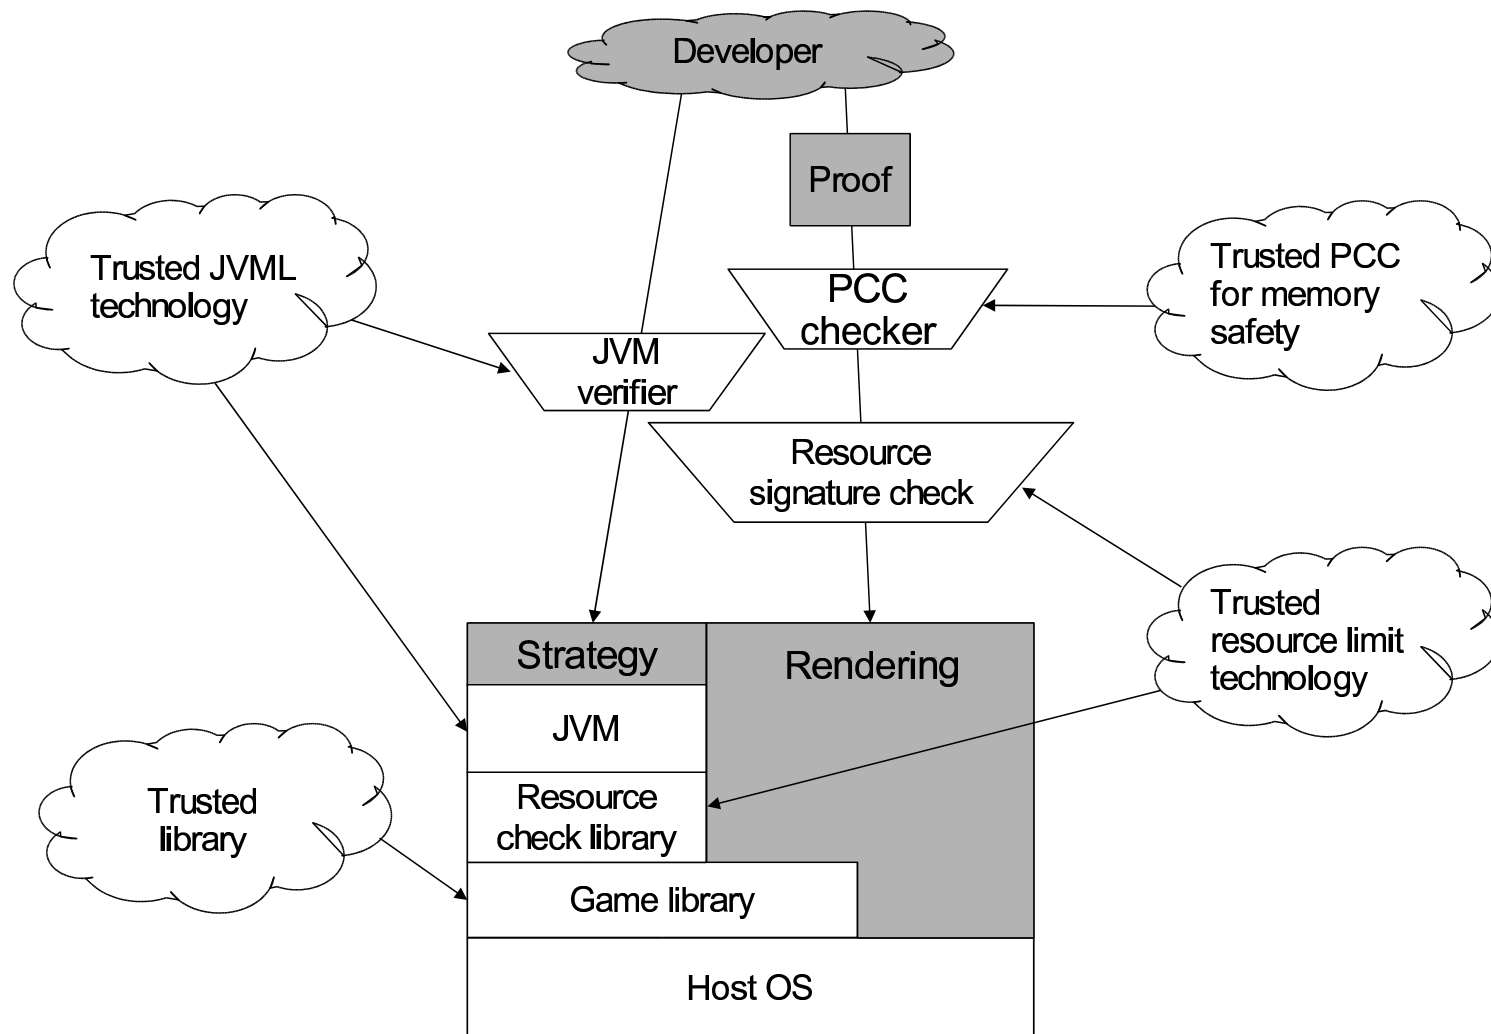 Developer
Proof
Trusted JVML
technology
Trusted PCC
for memory
safety
PCC
checker
JVM
verifier
Resource
signature check
Trusted
resource limit
technology
Strategy
Rendering
JVM
Resource
check library
Trusted
library
Game library
Host OS